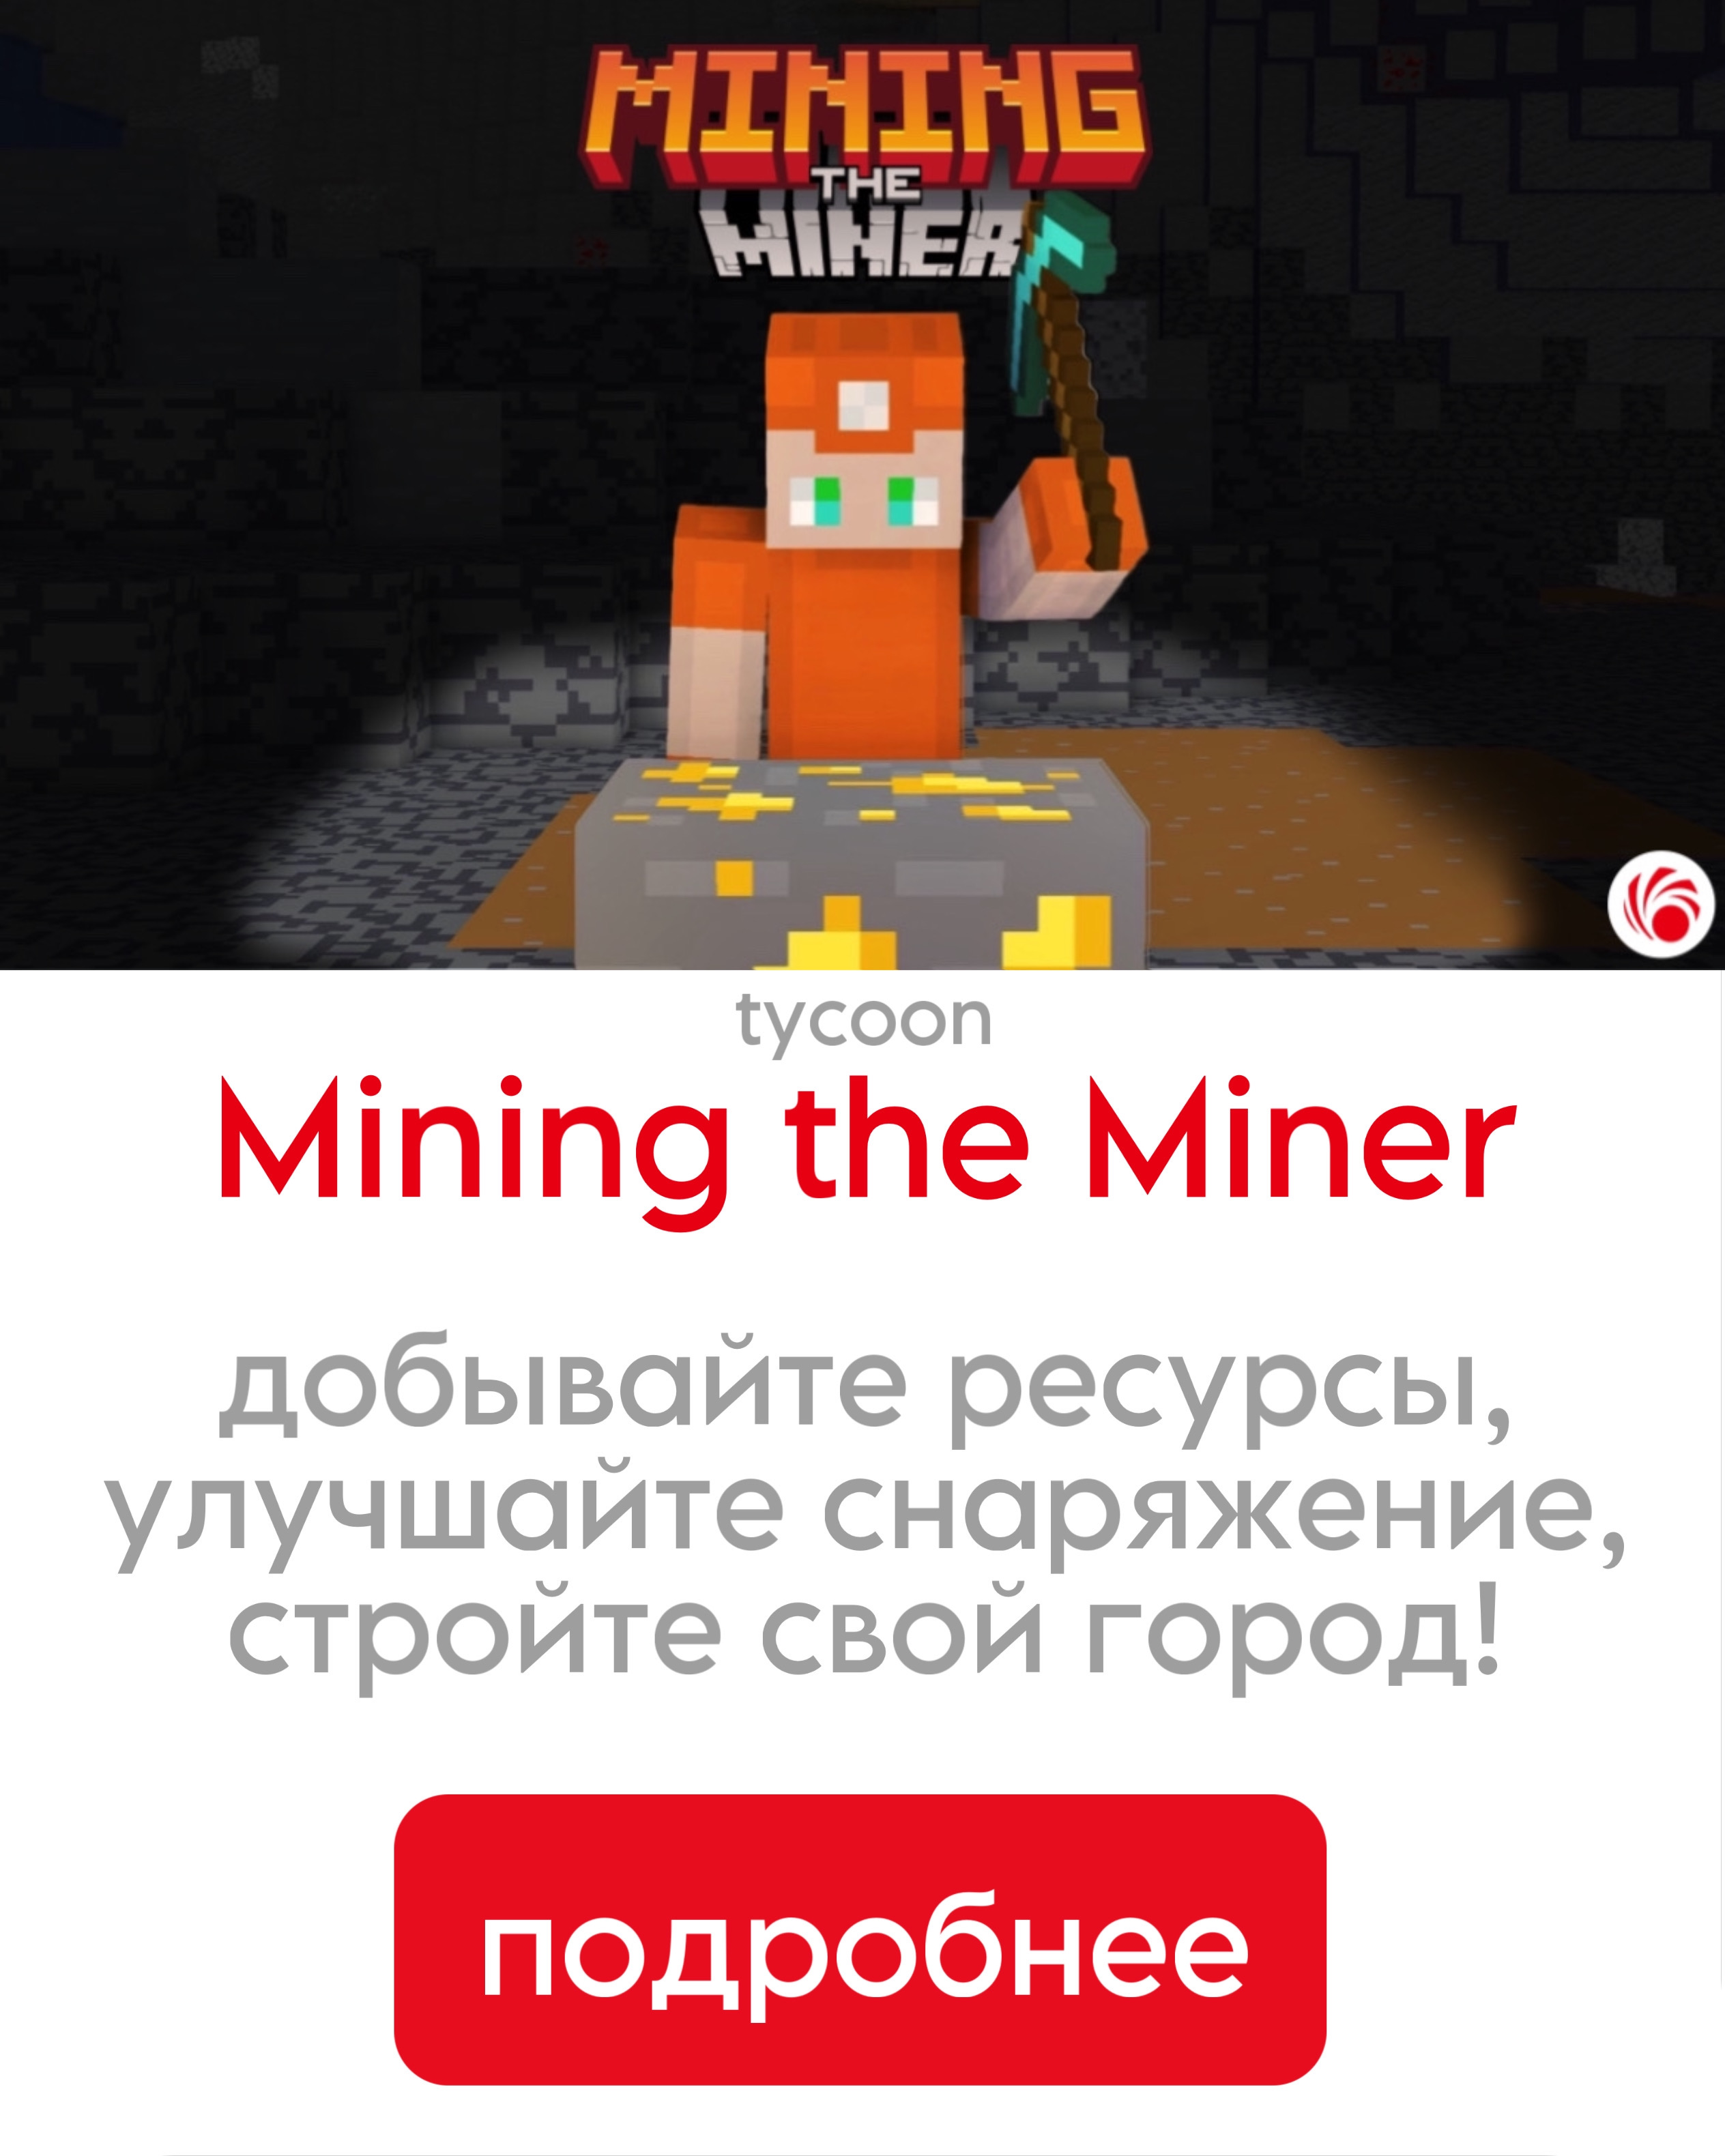 MINING
THE
MINER
tycoon
Mining the Miner
добывайте ресурсы,
улучшайте снаряжение,
стройте свой город!
подробнее